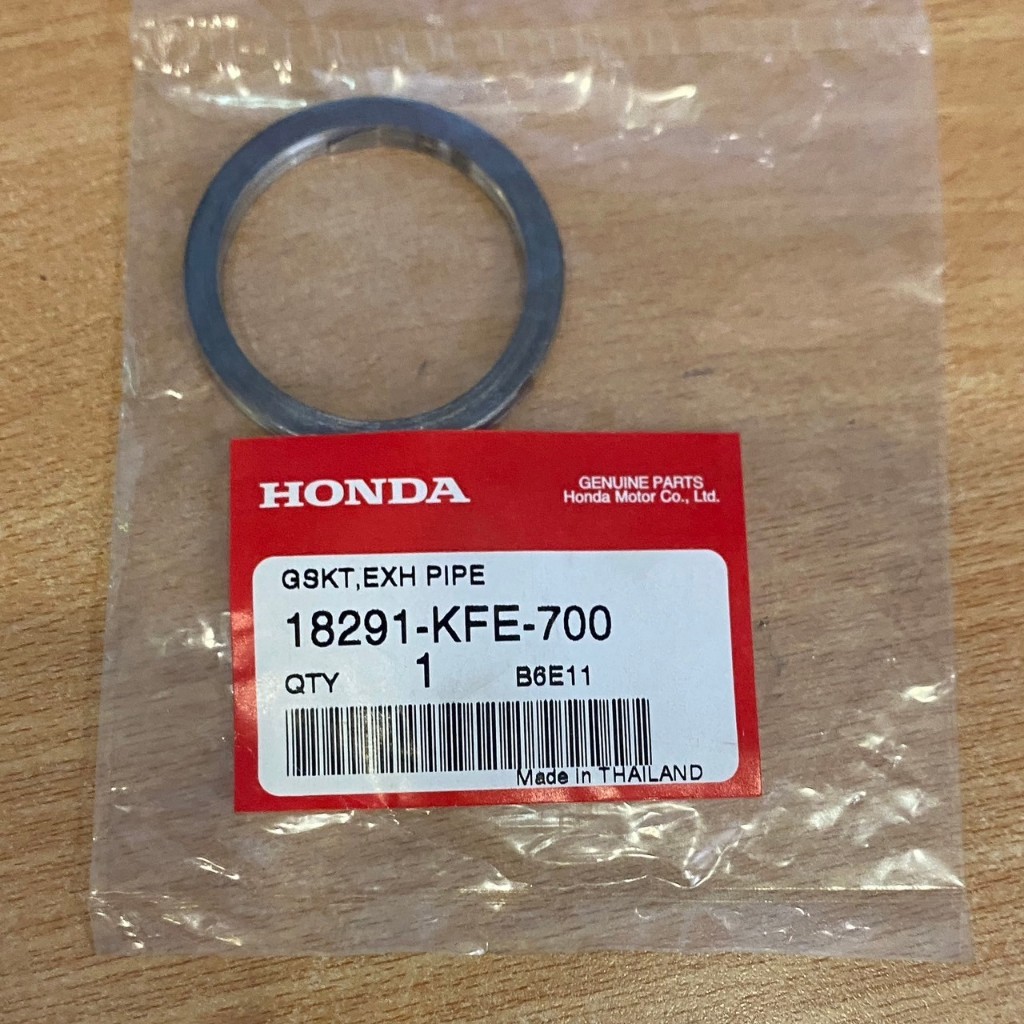 HONDA
GENUINE PARTS
Honda Motor Co., Ltd.
GSKT,EXH PIPE
18291-KFE-700
QTY 1 B6E11
Made in THAILAND